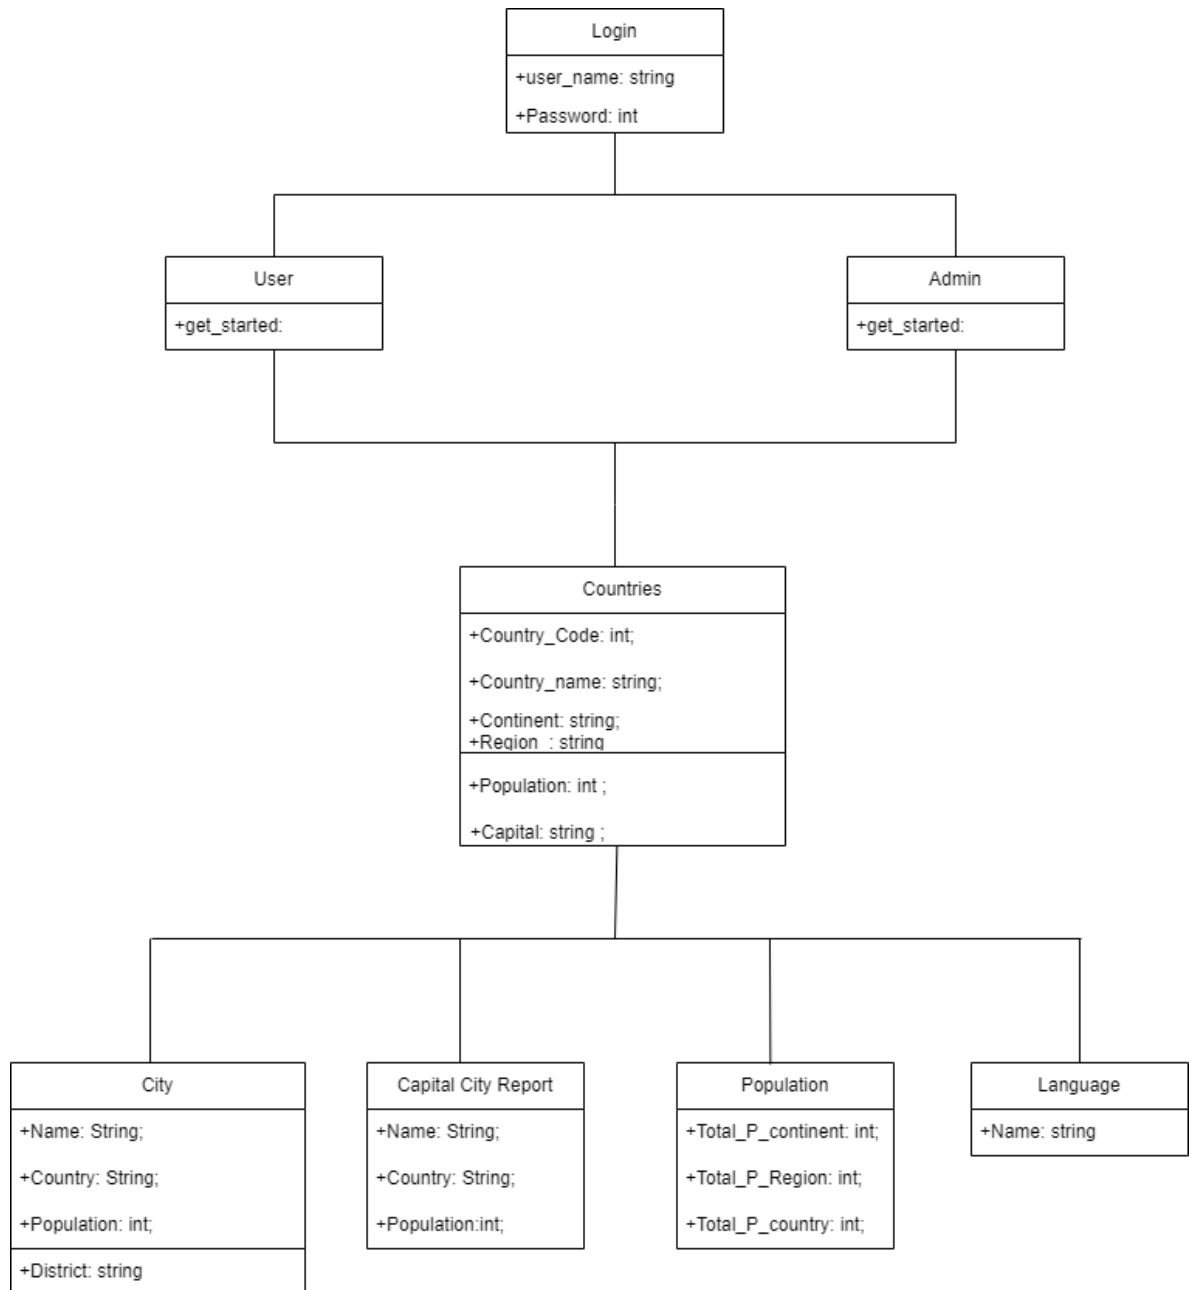 Login
+user_name: string
+Password: int
User
+get_started:
Admin
+get_started:
Countries
+Country_Code: int;
+Country_name: string;
+Continent: string;
+Region  : string
+Population: int ;
+Capital: string ;
City
+Name: String;
+Country: String;
+Population: int;
+District: string
Capital City Report
+Name: String;
+Country: String;
+Population:int;
Population
+Total_P_continent: int;
+Total_P_Region: int;
+Total_P_country: int;
Language
+Name: string